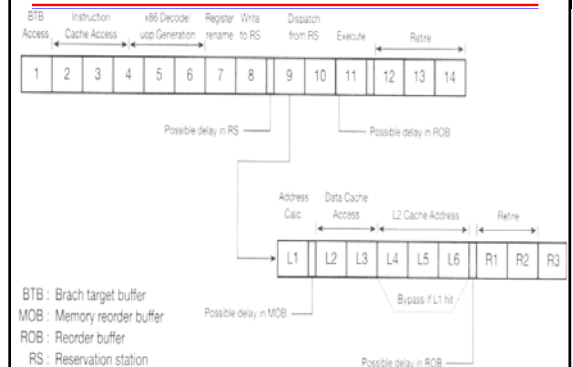 BTB Instruction x86 Decode/ Register Write Dispatch
Access Cache Access uop Generation rename to RS from RS Execute Retire
1 2 3 4 5 6 7 8 9 10 11 12 13 14
Possible delay in RS Possible delay in ROB
Address Data Cache
Calc. Access L2 Cache Address Retire
L1 L2 L3 L4 L5 L6 R1 R2 R3
BTB : Brach target buffer
Bypass if L1 hit
MOB : Memory reorder buffer Possible delay in MOB
ROB : Reorder buffer
RS : Reservation station Possible delay in ROB